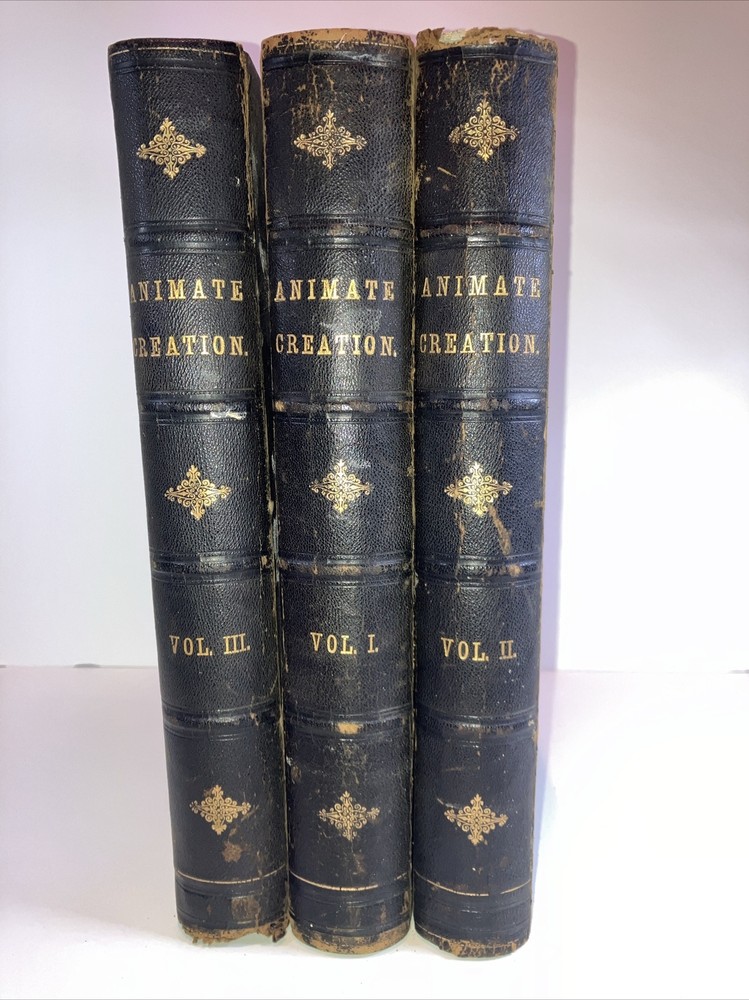 ANIMATE
CREATION.
VOL. III.
ANIMATE
CREATION.
VOL. I.
ANIMATE
CREATION.
VOL. II.